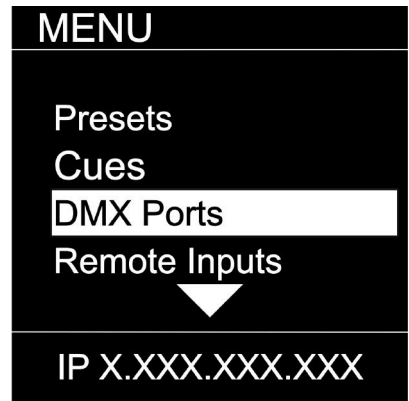 MENU
Presets
Cues
DMX Ports
Remote Inputs
IP X.XXX.XXX.XXX